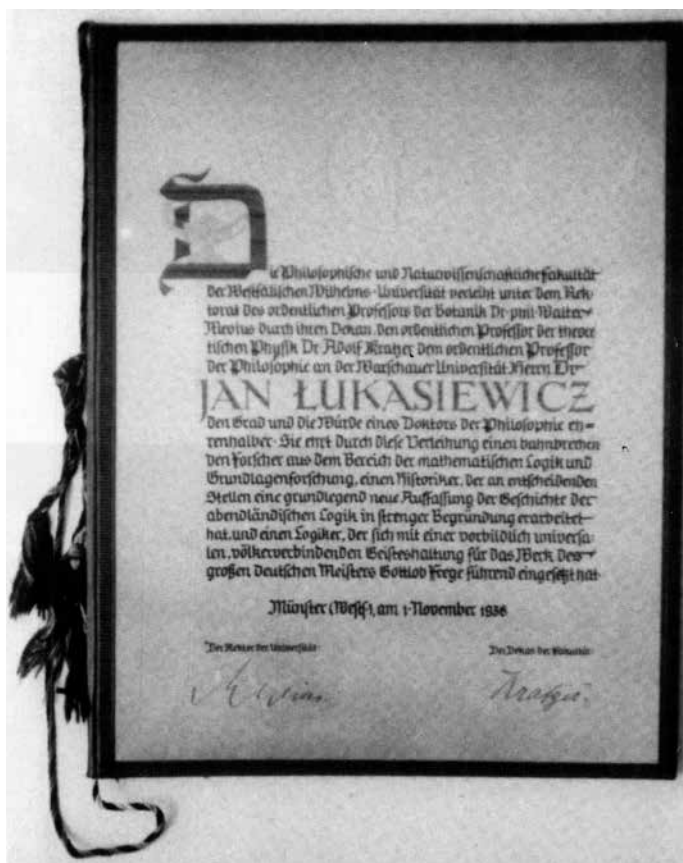 Die Philosophische und Naturwissenschaftliche Fakultät
der Westfälischen Wilhelms-Universität verleiht unter dem Rek-
torat des ordentlichen Professors der Botanik Dr. phil. Walter
Mevius durch ihren Dekan, den ordentlichen Professor der theore
tischen Physik Dr. Adolf Kratzer dem ordentlichen Professor
der Philosophie an der Warschauer Universität Herrn Dr.
JAN ŁUKASIEWICZ
den Grad und die Würde eines Doktors der Philosophie eh=
renhalber. Sie ehrt durch diese Verleihung einen bahnbrechen
den Forscher aus dem Bereich der mathematischen Logik und
Grundlagenforschung, einen Historiker, der an entscheidenden
Stellen eine grundlegend neue Auffassung der Geschichte der
abendländischen Logik in strenger Begründung erarbeitet
hat, und einen Logiker, der sich mit einer vorbildlich universa
len, völkerverbindenden Geisteshaltung für das Werk des
großen deutschen Meisters Gottlob Frege führend eingesetzt hat
Münster (Westf.), am 1. November 1936
Der Rektor der Universität: Der Dekan der Fakultät:
Mevius Kratzer.